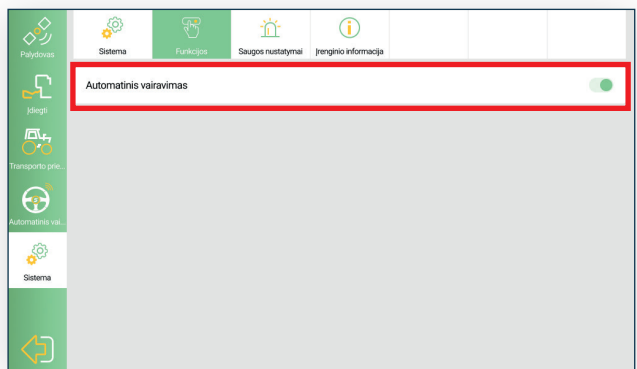 Palydovas
Įdiegti
Transporto prie...
Automatinis vai...
Sistema
Sistema
Funkcijos
Saugos nustatymai
Įrenginio informacija
Automatinis vairavimas